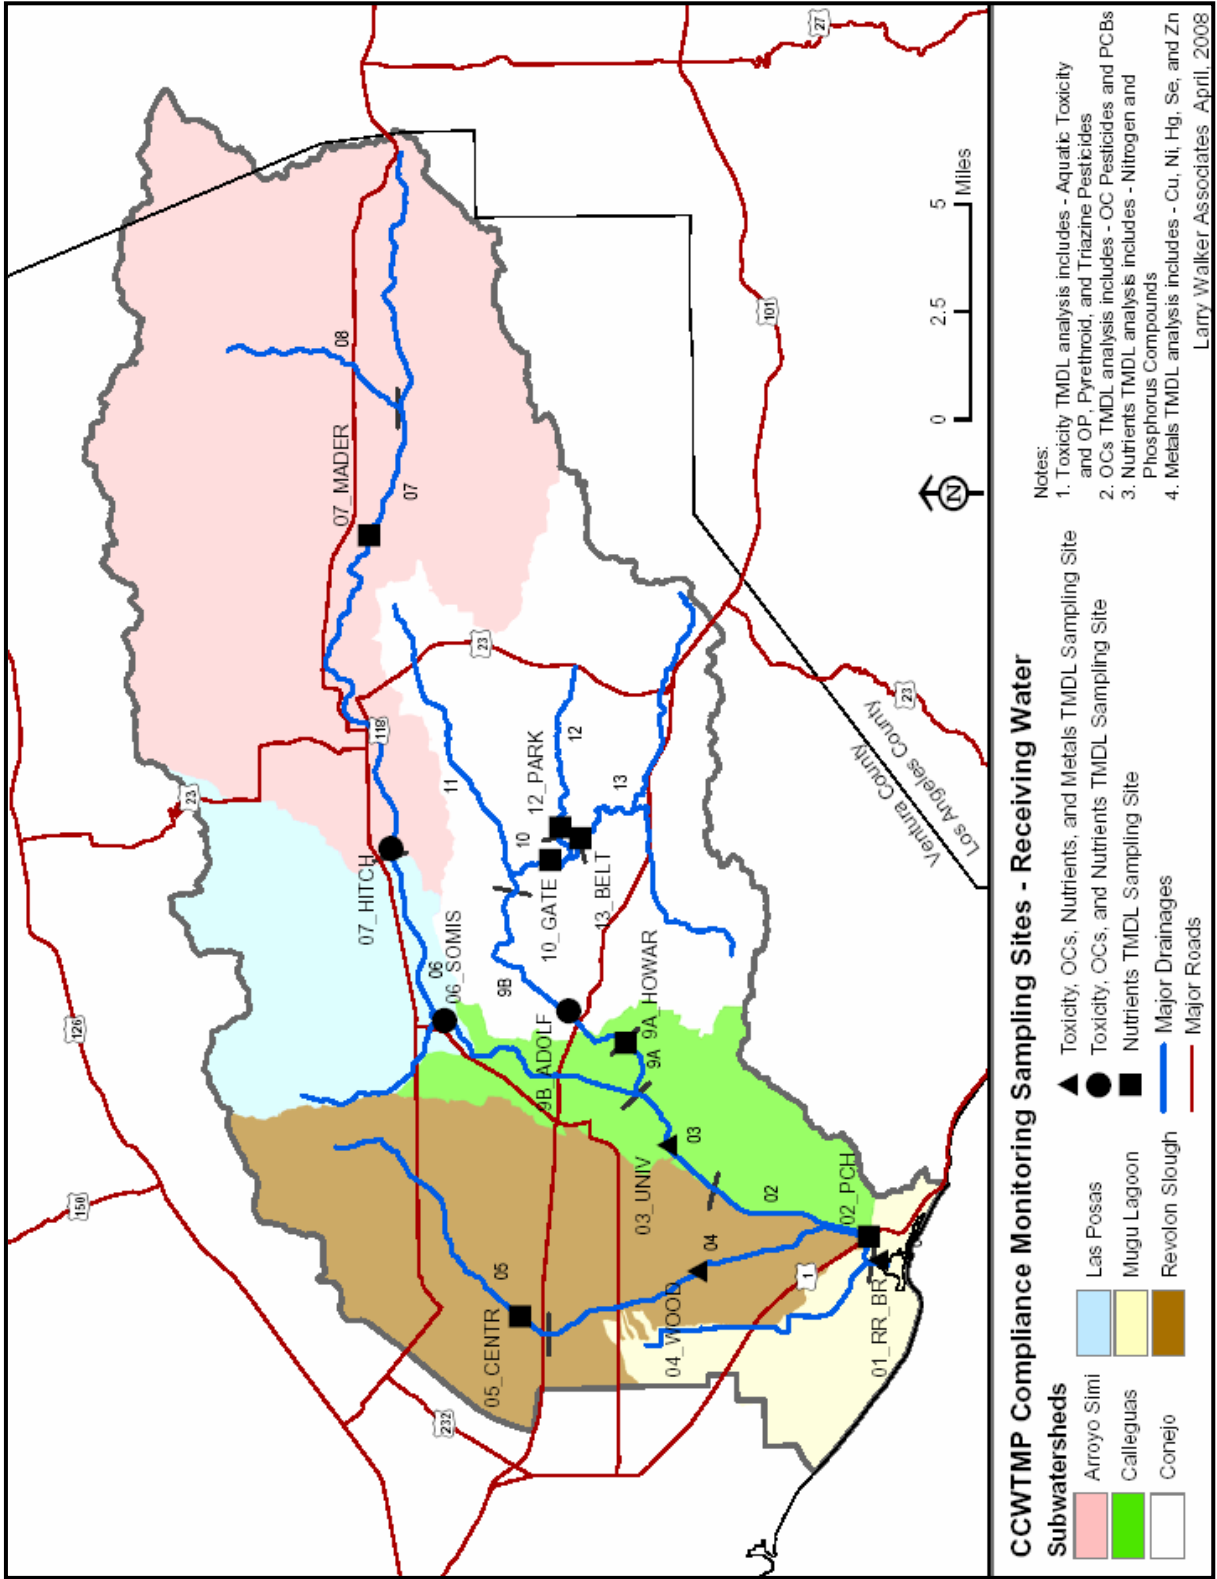 126
150
23
118
27
232
101
23
23
1
07_MADER
08
07
07_HITCH
06
06_SOMIS
11
12_PARK
12
10
10_GATE
13_BELT
13
9B
9B_ADOLF
9A_HOWAR
9A
05_CENTR
05
03_UNIV
03
04
04_WOOD
02
02_PCH
01_RR_BR
Ventura County
Los Angeles County
N
0 2.5 5
Miles
CCWTMP Compliance Monitoring Sampling Sites - Receiving Water
Subwatersheds
Arroyo Simi
Calleguas
Conejo
Las Posas
Mugu Lagoon
Revolon Slough
Toxicity, OCs, Nutrients, and Metals TMDL Sampling Site
Toxicity, OCs, and Nutrients TMDL Sampling Site
Nutrients TMDL Sampling Site
Major Drainages
Major Roads
Notes:
1. Toxicity TMDL analysis includes - Aquatic Toxicity
and OP, Pyrethroid, and Triazine Pesticides
2. OCs TMDL analysis includes - OC Pesticides and PCBs
3. Nutrients TMDL analysis includes - Nitrogen and
Phosphorus Compounds
4. Metals TMDL analysis includes - Cu, Ni, Hg, Se, and Zn
Larry Walker Associates April, 2008